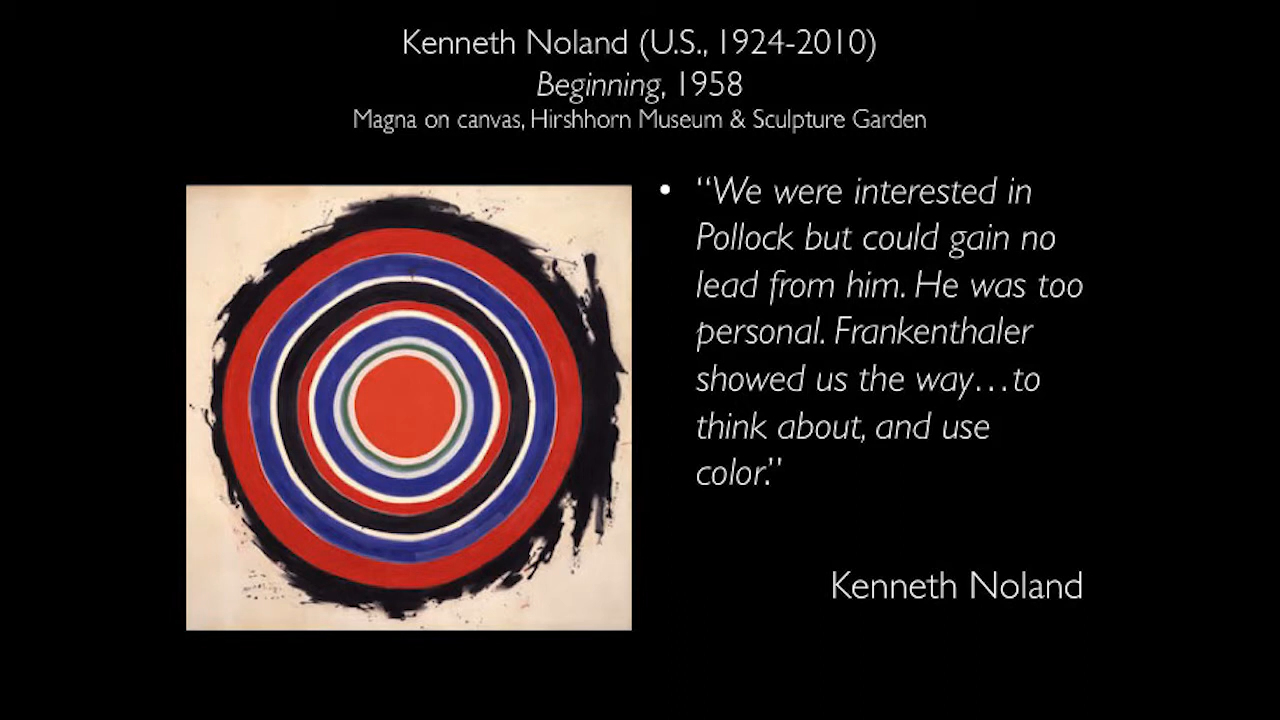 Kenneth Noland (U.S., 1924-2010)
Beginning, 1958
Magna on canvas, Hirshhorn Museum & Sculpture Garden
• “We were interested in
Pollock but could gain no
lead from him. He was too
personal. Frankenthaler
showed us the way…to
think about, and use
color.”
Kenneth Noland